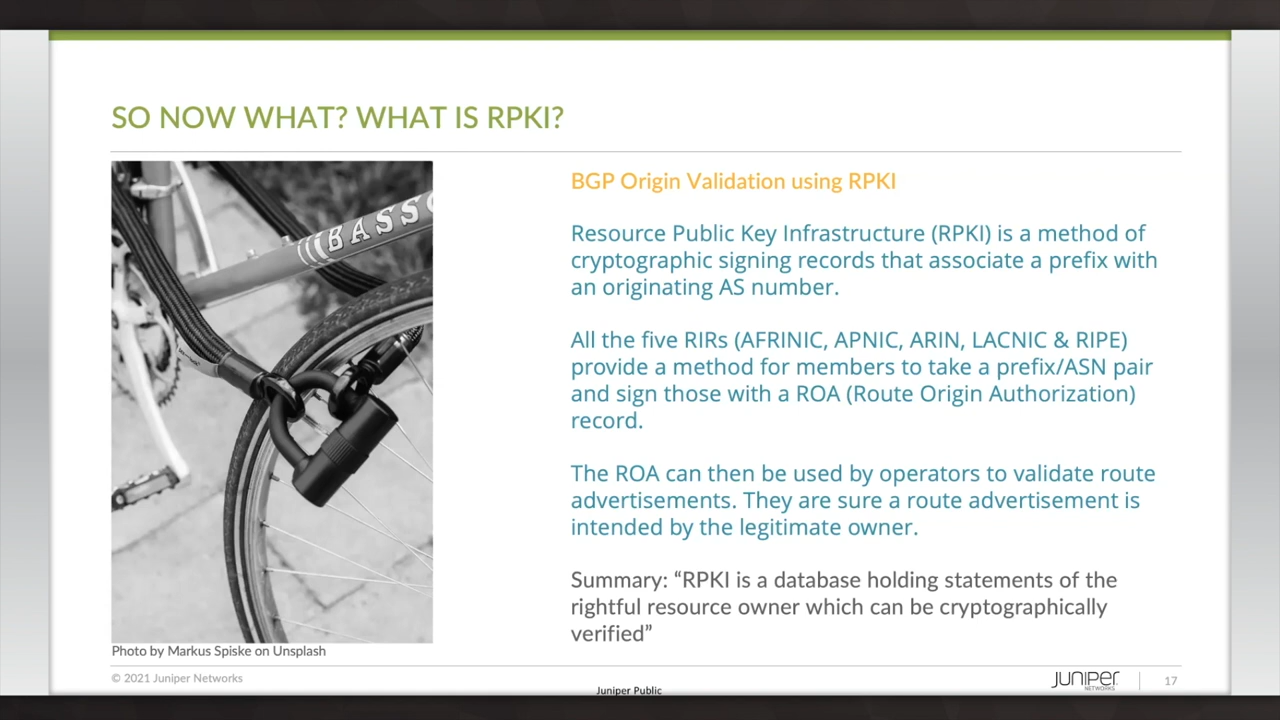 SO NOW WHAT? WHAT IS RPKI?
BASSO
BGP Origin Validation using RPKI
Resource Public Key Infrastructure (RPKI) is a method of
cryptographic signing records that associate a prefix with
an originating AS number.
All the five RIRs (AFRINIC, APNIC, ARIN, LACNIC & RIPE)
provide a method for members to take a prefix/ASN pair
and sign those with a ROA (Route Origin Authorization)
record.
The ROA can then be used by operators to validate route
advertisements. They are sure a route advertisement is
intended by the legitimate owner.
Summary: “RPKI is a database holding statements of the
rightful resource owner which can be cryptographically
verified”
Photo by Markus Spiske on Unsplash
© 2021 Juniper Networks
Juniper Public
JUNIPER
NETWORKS
17